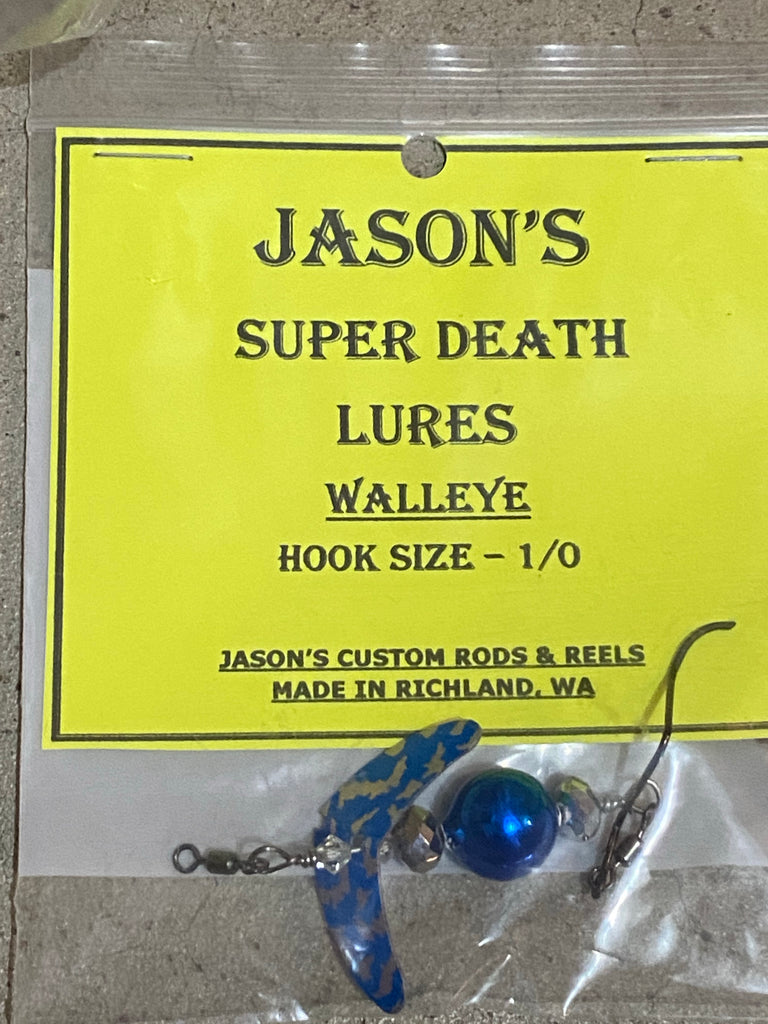 JASON'S
SUPER DEATH
LURES
WALLEYE
HOOK SIZE – 1/0
JASON'S CUSTOM RODS & REELS
MADE IN RICHLAND, WA